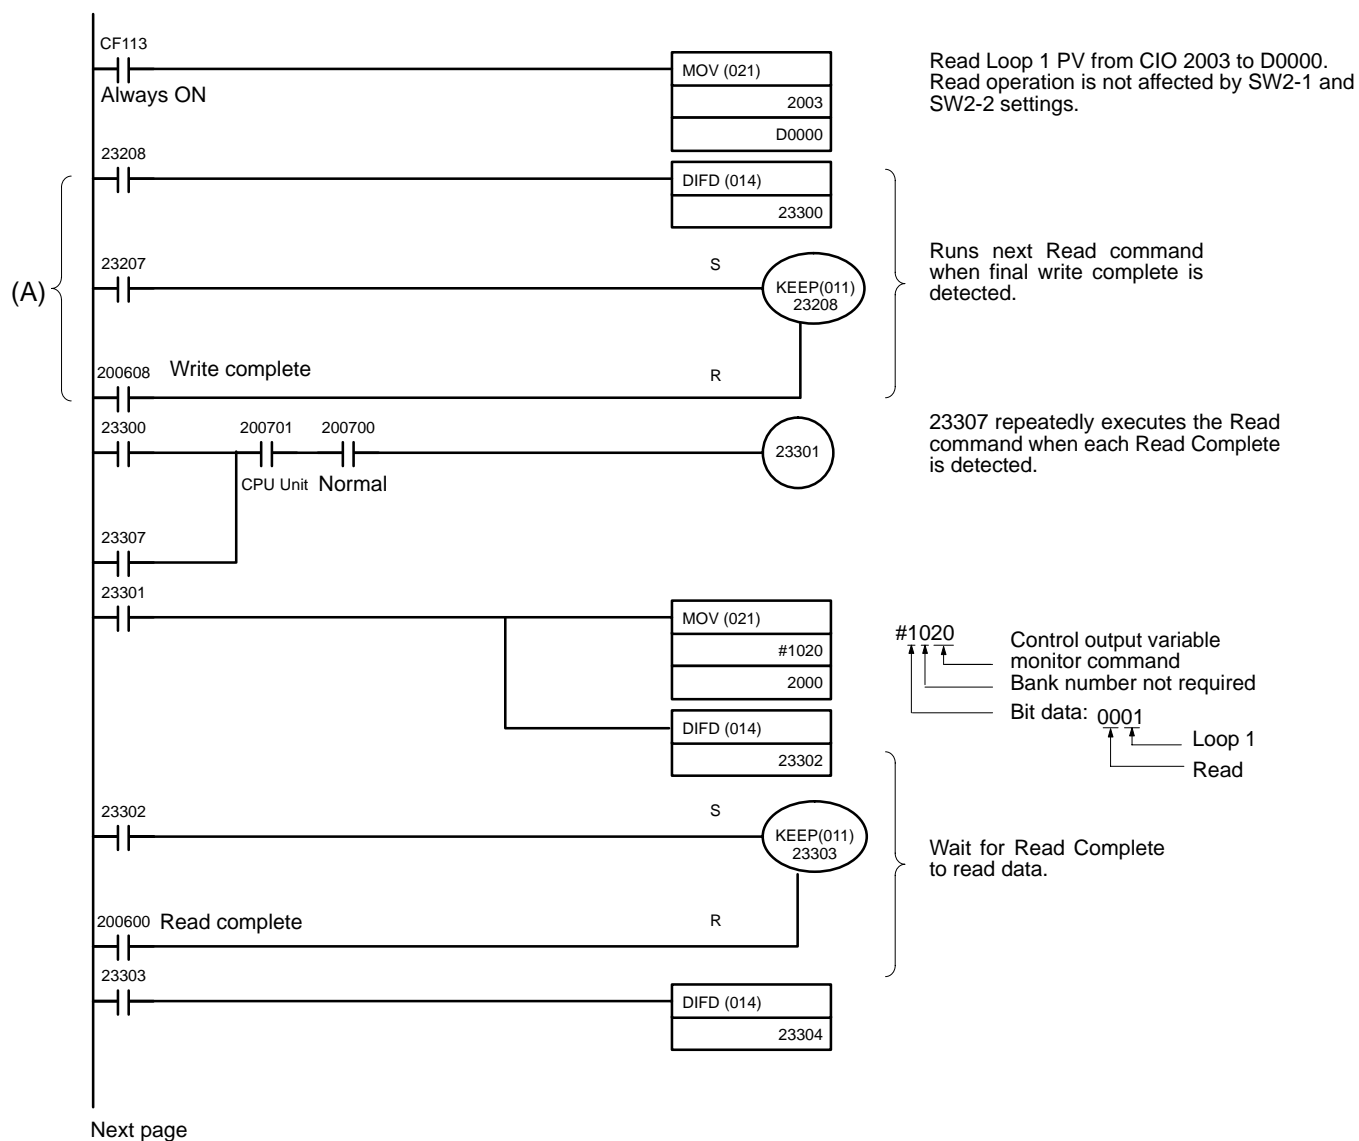 CF113
Always ON
MOV (021)
2003
D0000
Read Loop 1 PV from CIO 2003 to D0000.
Read operation is not affected by SW2-1 and
SW2-2 settings.
23208
DIFD (014)
23300
(A)
23207
S
KEEP(011)
23208
Runs next Read command
when final write complete is
detected.
200608 Write complete
R
23300
200701
200700
CPU Unit Normal
23301
23307 repeatedly executes the Read
command when each Read Complete
is detected.
23307
23301
MOV (021)
#1020
2000
#1020
Control output variable
monitor command
Bank number not required
Bit data: 0001
Loop 1
Read
DIFD (014)
23302
23302
S
KEEP(011)
23303
Wait for Read Complete
to read data.
200600 Read complete
R
23303
DIFD (014)
23304
Next page